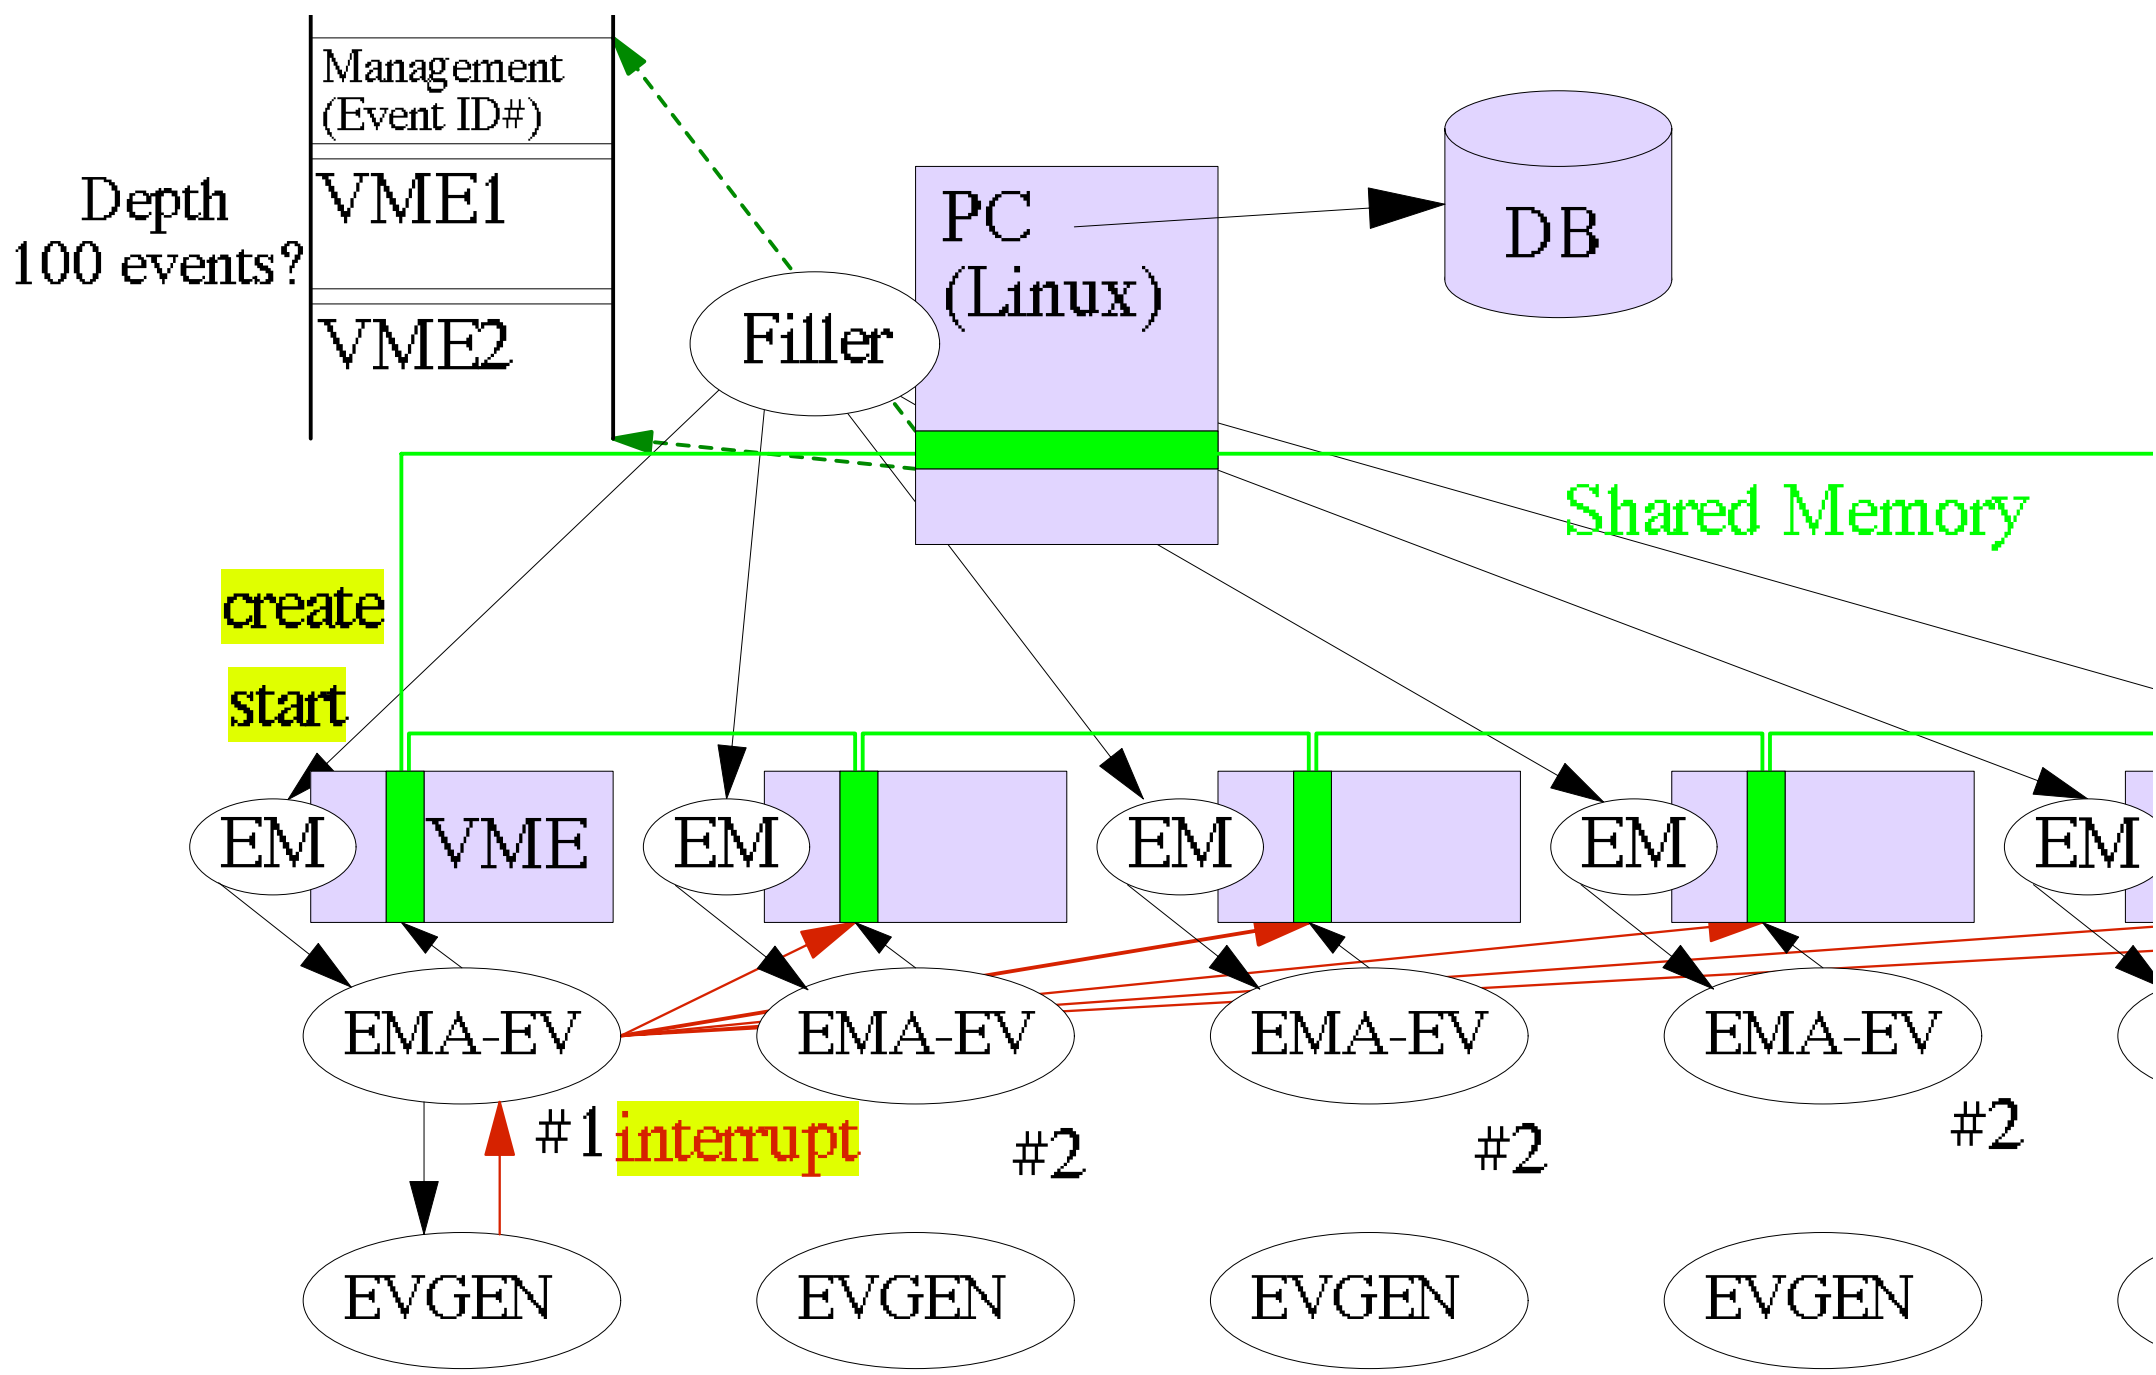 Management
(Event ID#)
VME1
Depth
100 events?
VME2
Filler
PC
(Linux)
DB
Shared Memory
create
start
EM
VME
EM
EM
EM
EM
EMA-EV
EMA-EV
EMA-EV
EMA-EV
#1
interrupt
#2
#2
#2
EVGEN
EVGEN
EVGEN
EVGEN